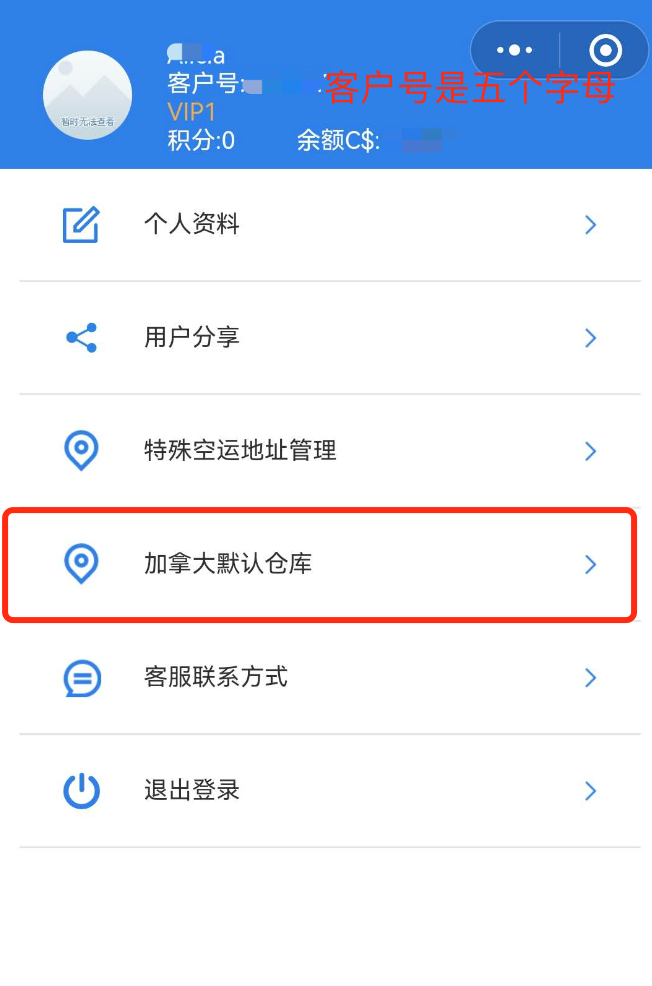 客户号:
客户号是五个字母
VIP1
积分:0 余额C$:
暂时无法查看
个人资料
用户分享
特殊空运地址管理
加拿大默认仓库
客服联系方式
退出登录